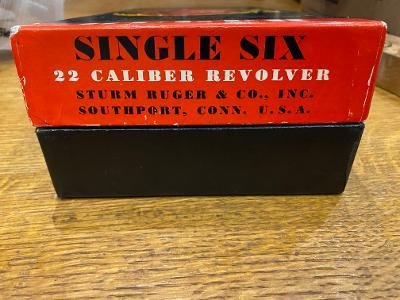 SINGLE SIX
22 CALIBER REVOLVER
STURM RUGER & CO., INC.
SOUTHPORT, CONN. U.S.A.